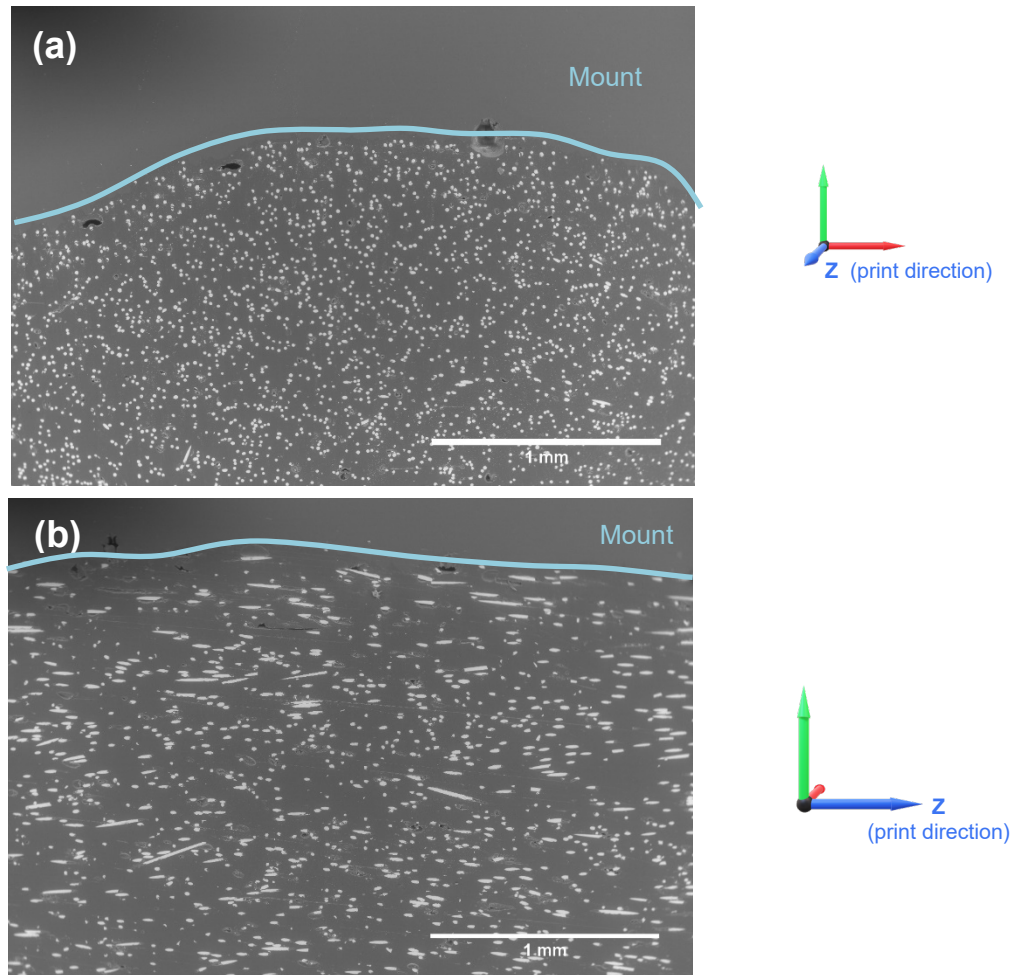 (a)
Mount
Z (print direction)
1 mm
(b)
Mount
Z
(print direction)
1 mm